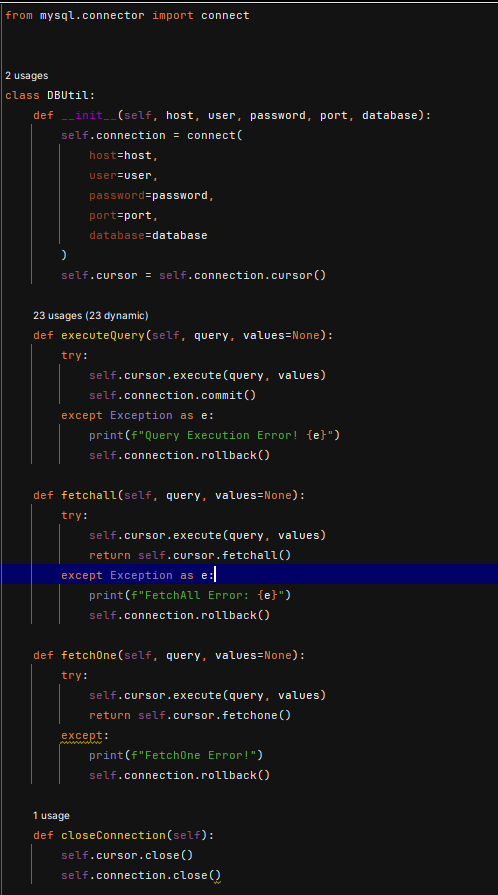 from mysql.connector import connect
2 usages
class DBUtil:
    def __init__(self, host, user, password, port, database):
        self.connection = connect(
            host=host,
            user=user,
            password=password,
            port=port,
            database=database
        )
        self.cursor = self.connection.cursor()
    23 usages (23 dynamic)
    def executeQuery(self, query, values=None):
        try:
            self.cursor.execute(query, values)
            self.connection.commit()
        except Exception as e:
            print(f"Query Execution Error! {e}")
            self.connection.rollback()
    def fetchall(self, query, values=None):
        try:
            self.cursor.execute(query, values)
            return self.cursor.fetchall()
        except Exception as e:
            print(f"FetchAll Error: {e}")
            self.connection.rollback()
    def fetchOne(self, query, values=None):
        try:
            self.cursor.execute(query, values)
            return self.cursor.fetchone()
        except:
            print(f"FetchOne Error!")
            self.connection.rollback()
    1 usage
    def closeConnection(self):
        self.cursor.close()
        self.connection.close()